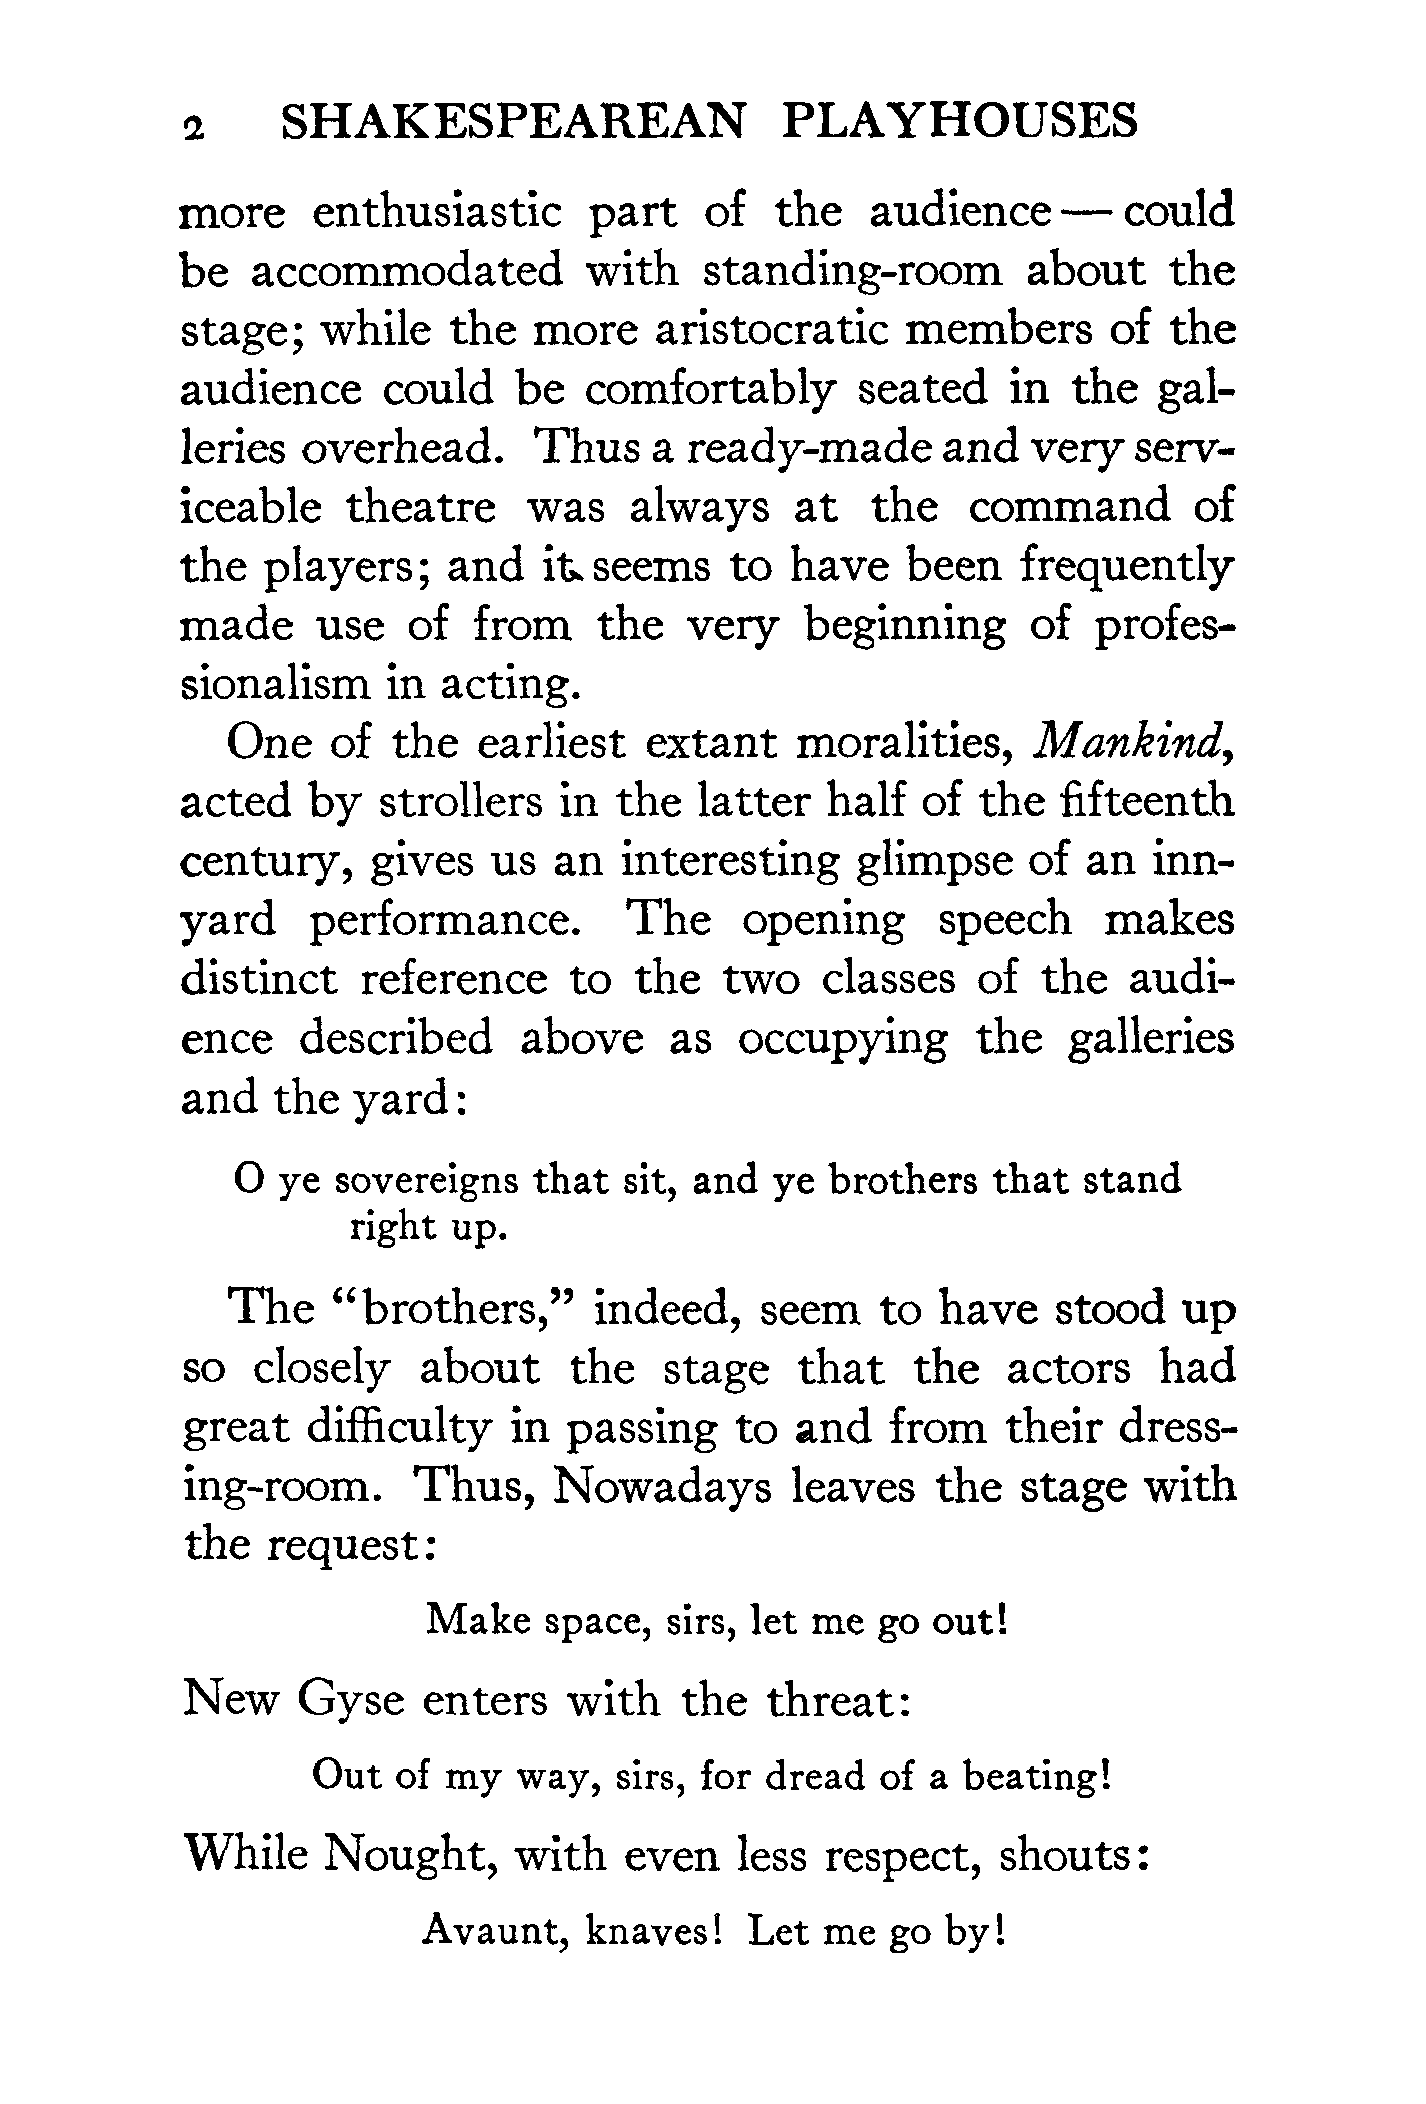 2 SHAKESPEAREAN PLAYHOUSES
more enthusiastic part of the audience — could
be accommodated with standing-room about the
stage; while the more aristocratic members of the
audience could be comfortably seated in the gal-
leries overhead. Thus a ready-made and very serv-
iceable theatre was always at the command of
the players; and it seems to have been frequently
made use of from the very beginning of profes-
sionalism in acting.
One of the earliest extant moralities, Mankind,
acted by strollers in the latter half of the fifteenth
century, gives us an interesting glimpse of an inn-
yard performance. The opening speech makes
distinct reference to the two classes of the audi-
ence described above as occupying the galleries
and the yard:
O ye sovereigns that sit, and ye brothers that stand
right up.
The “brothers,” indeed, seem to have stood up
so closely about the stage that the actors had
great difficulty in passing to and from their dress-
ing-room. Thus, Nowadays leaves the stage with
the request:
Make space, sirs, let me go out!
New Gyse enters with the threat:
Out of my way, sirs, for dread of a beating!
While Nought, with even less respect, shouts:
Avaunt, knaves! Let me go by!